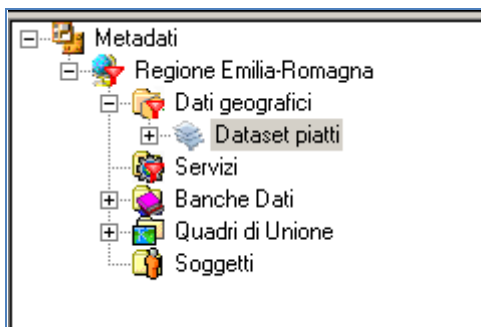 Metadati
Regione Emilia-Romagna
Dati geografici
Dataset piatti
Servizi
Banche Dati
Quadri di Unione
Soggetti